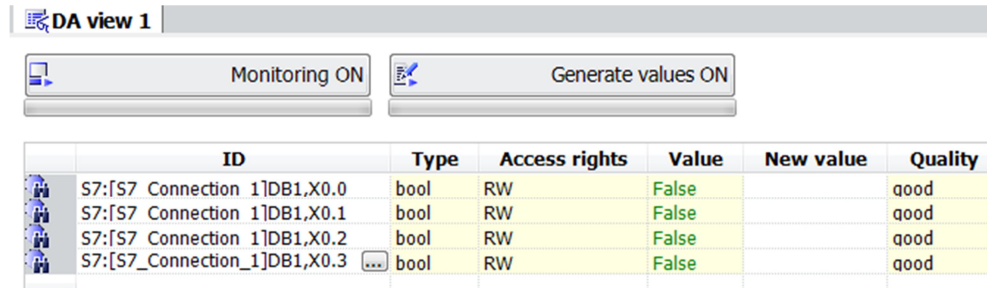 DA view 1
Monitoring ON Generate values ON
ID Type Access rights Value New value Quality
S7:[S7_Connection_1]DB1,X0.0 bool RW False good
S7:[S7_Connection_1]DB1,X0.1 bool RW False good
S7:[S7_Connection_1]DB1,X0.2 bool RW False good
S7:[S7_Connection_1]DB1,X0.3 ... bool RW False good